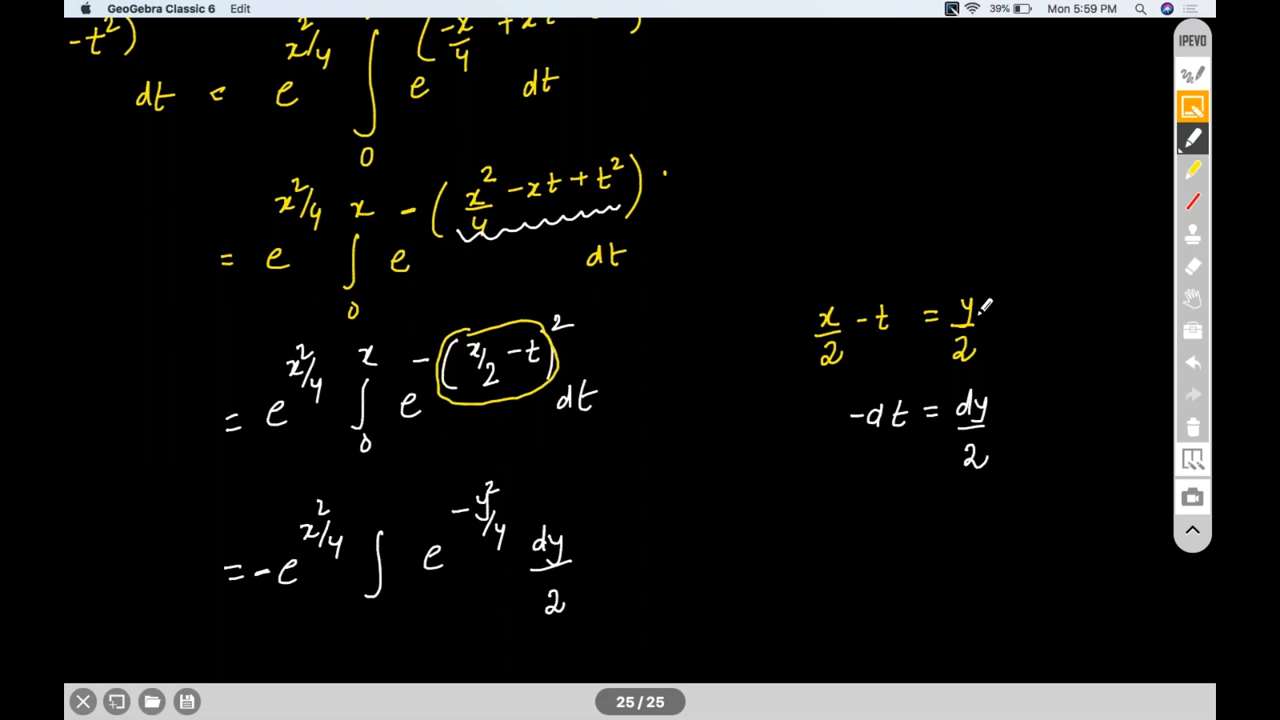 GeoGebra Classic 6 Edit 39% Mon 5:59 PM
IPEVO
-t²)
dt = e^(x²/4) ∫₀ e^(-x/4 + xt
dt
= e^(x²/4) ∫₀^x e^-(x²/4 - xt + t²) dt .
= e^(x²/4) ∫₀^x e^-(x/2 - t)² dt
x/2 - t = y/2
-dt = dy/2
= -e^(x²/4) ∫ e^(-y²/4) dy/2
25 / 25